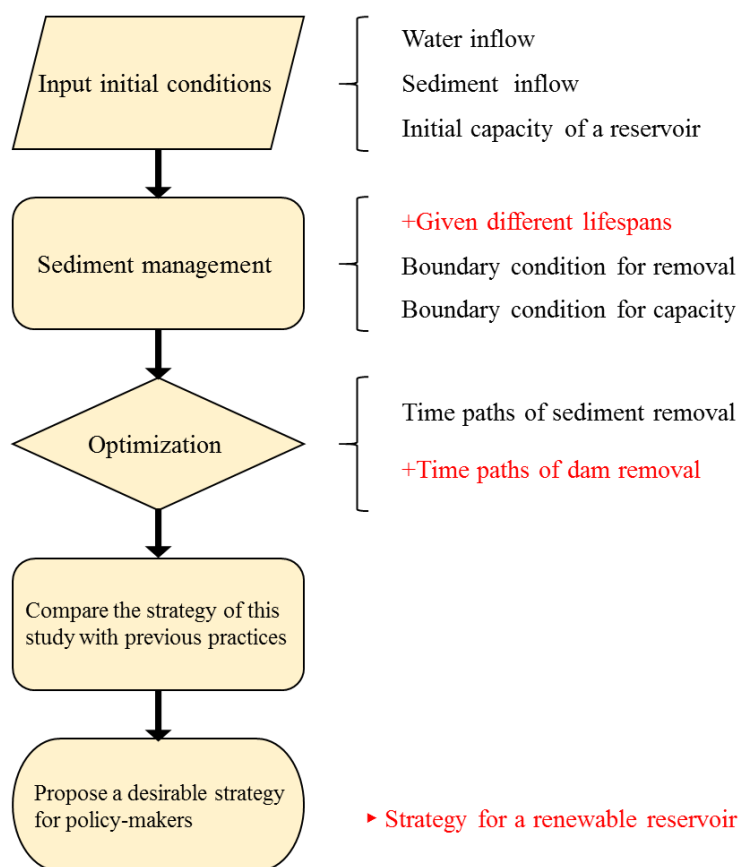 Input initial conditions
Water inflow
Sediment inflow
Initial capacity of a reservoir
Sediment management
+Given different lifespans
Boundary condition for removal
Boundary condition for capacity
Optimization
Time paths of sediment removal
+Time paths of dam removal
Compare the strategy of this
study with previous practices
Propose a desirable strategy
for policy-makers
‣ Strategy for a renewable reservoir